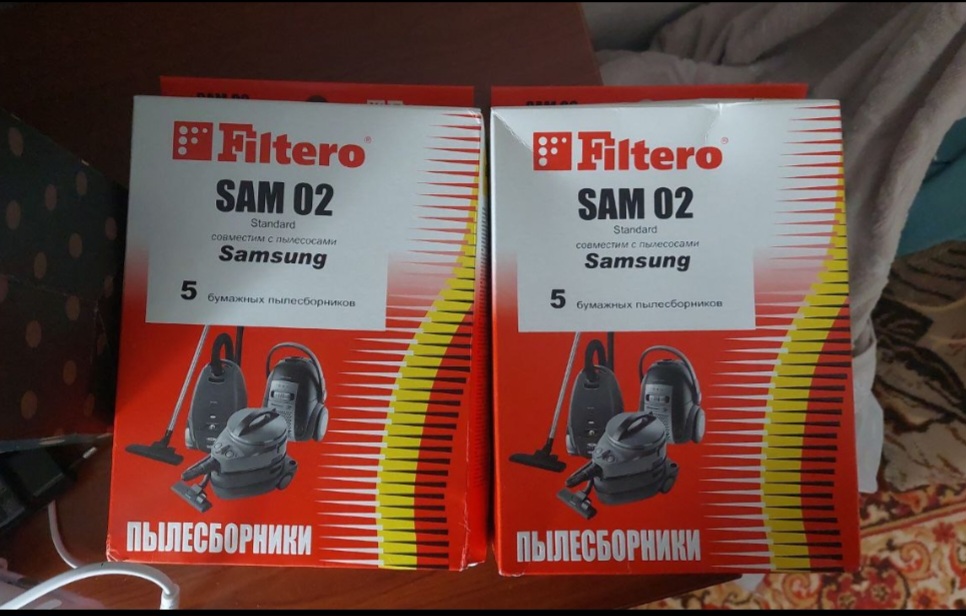 Filtero®
SAM 02
Standard
совместим с пылесосами
Samsung
5 бумажных пылесборников
ПЫЛЕСБОРНИКИ
Filtero®
SAM 02
Standard
совместим с пылесосами
Samsung
5 бумажных пылесборников
ПЫЛЕСБОРНИКИ